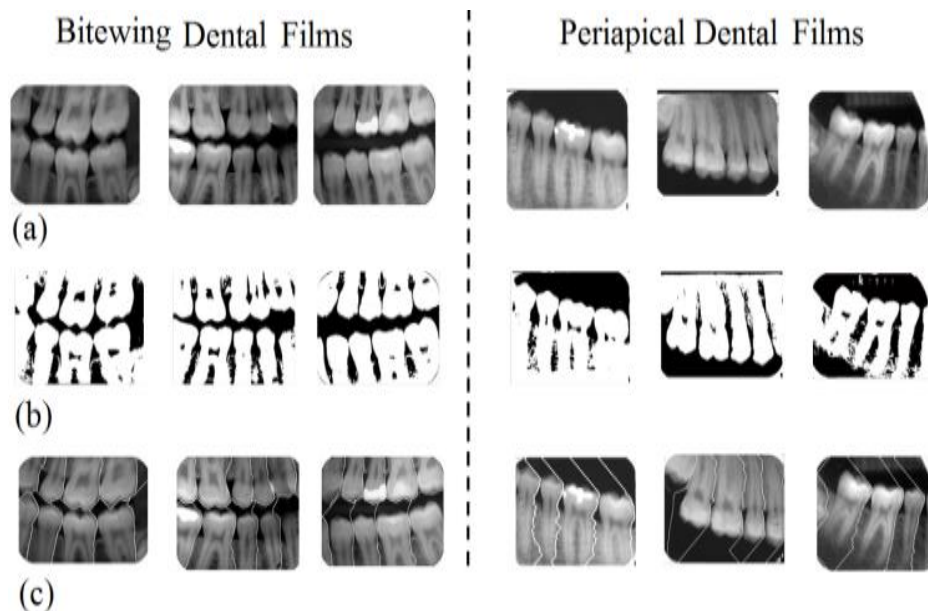 Bitewing Dental Films
Periapical Dental Films
(a)
(b)
(c)